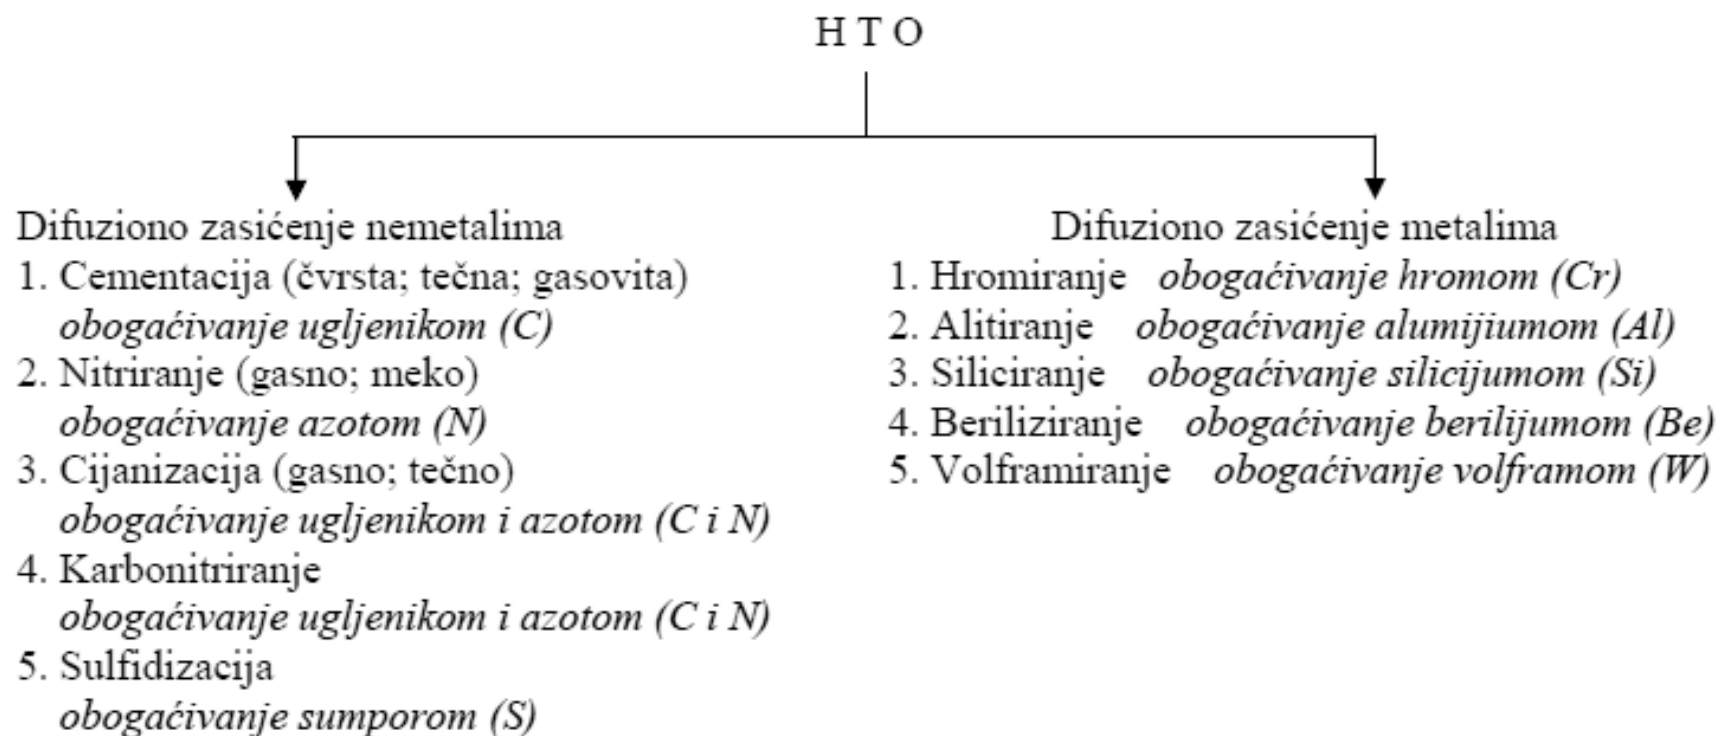 H T O
Difuziono zasićenje nemetalima
1. Cementacija (čvrsta; tečna; gasovita)
obogaćivanje ugljenikom (C)
2. Nitriranje (gasno; meko)
obogaćivanje azotom (N)
3. Cijanizacija (gasno; tečno)
obogaćivanje ugljenikom i azotom (C i N)
4. Karbonitriranje
obogaćivanje ugljenikom i azotom (C i N)
5. Sulfidizacija
obogaćivanje sumporom (S)
Difuziono zasićenje metalima
1. Hromiranje obogaćivanje hromom (Cr)
2. Alitiranje obogaćivanje alumijiumom (Al)
3. Siliciranje obogaćivanje silicijumom (Si)
4. Beriliziranje obogaćivanje berilijumom (Be)
5. Volframiranje obogaćivanje volframom (W)